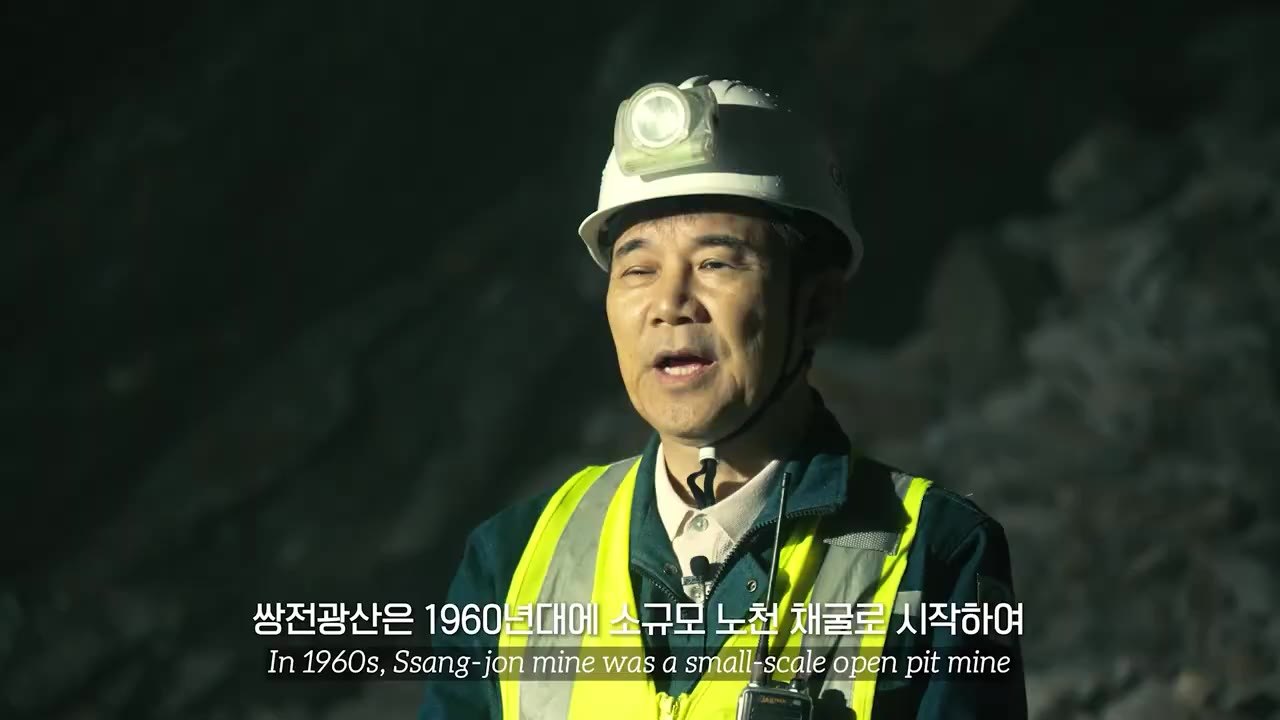 쌍전광산은 1960년대에 소규모 노천 채굴로 시작하여
In 1960s, Ssang-jon mine was a small-scale open pit mine